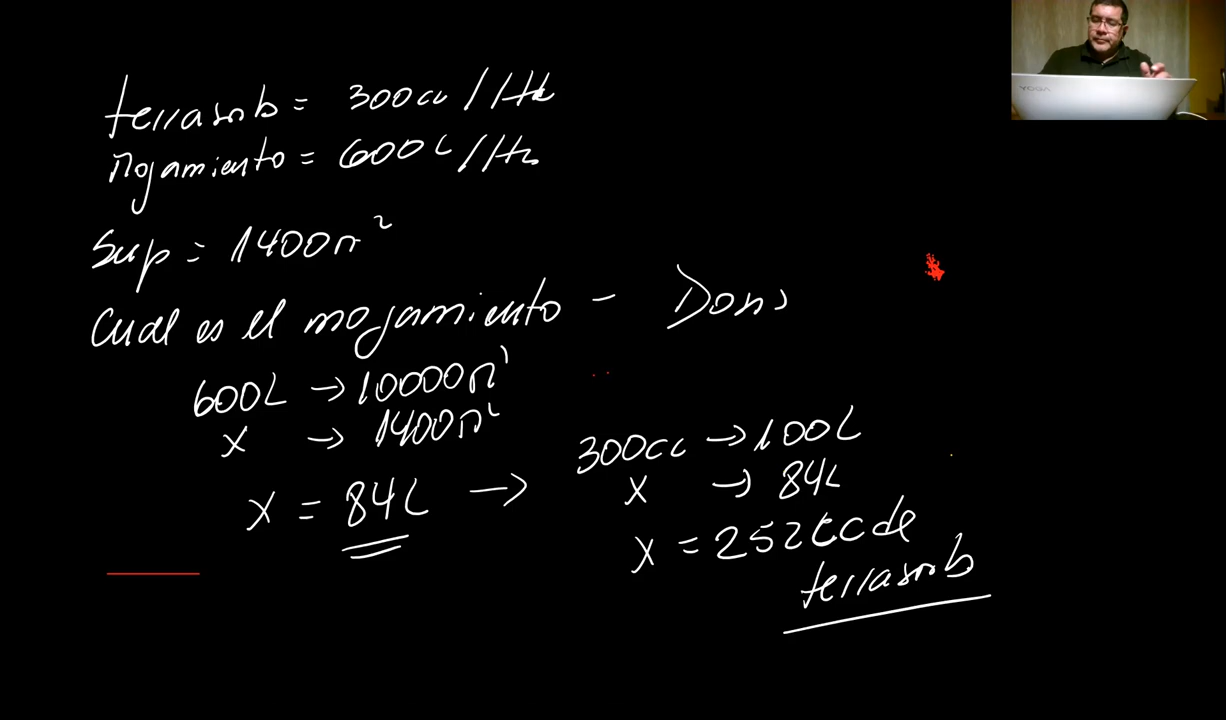 terrasorb = 300cc / Ha
Mojamiento = 600L / Ha
Sup = 1400m²
Cual es el mojamiento - Dosis
600L → 10000m²
x → 1400m²
x = 84L →
300cc → 100L
x → 84L
x = 252cc de
terrasorb
YOGA